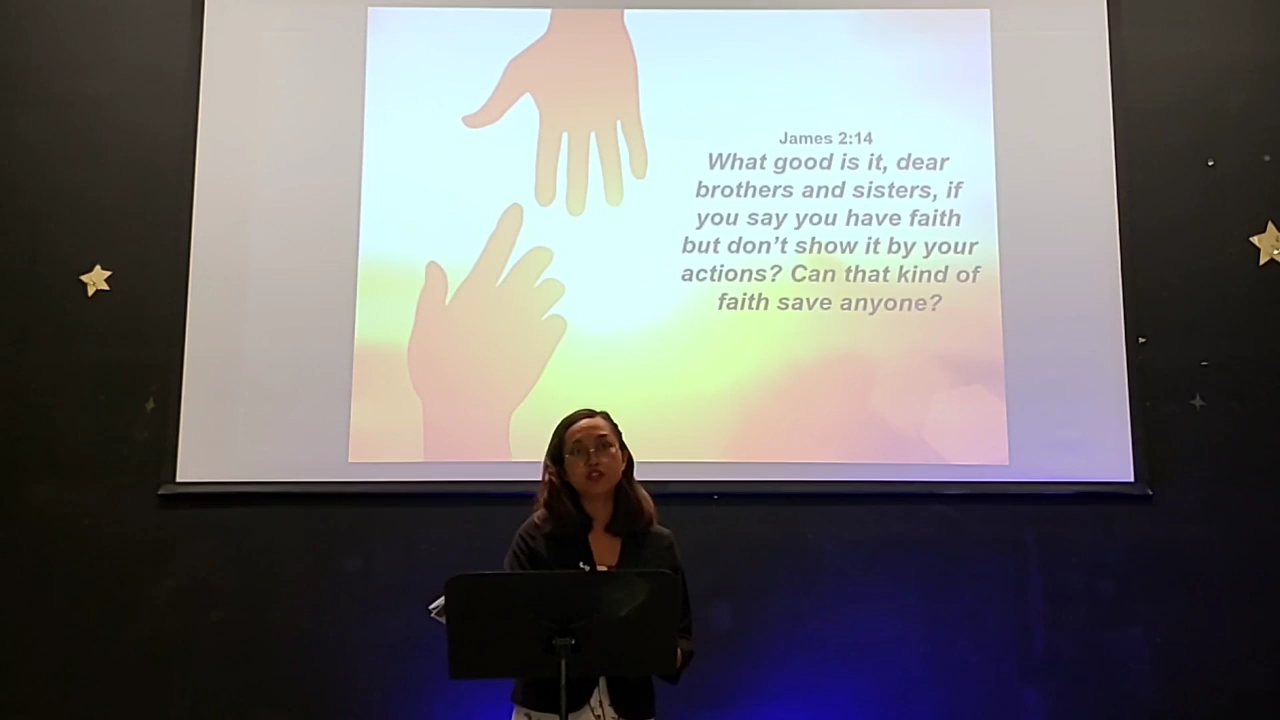 James 2:14
What good is it, dear
brothers and sisters, if
you say you have faith
but don't show it by your
actions? Can that kind of
faith save anyone?